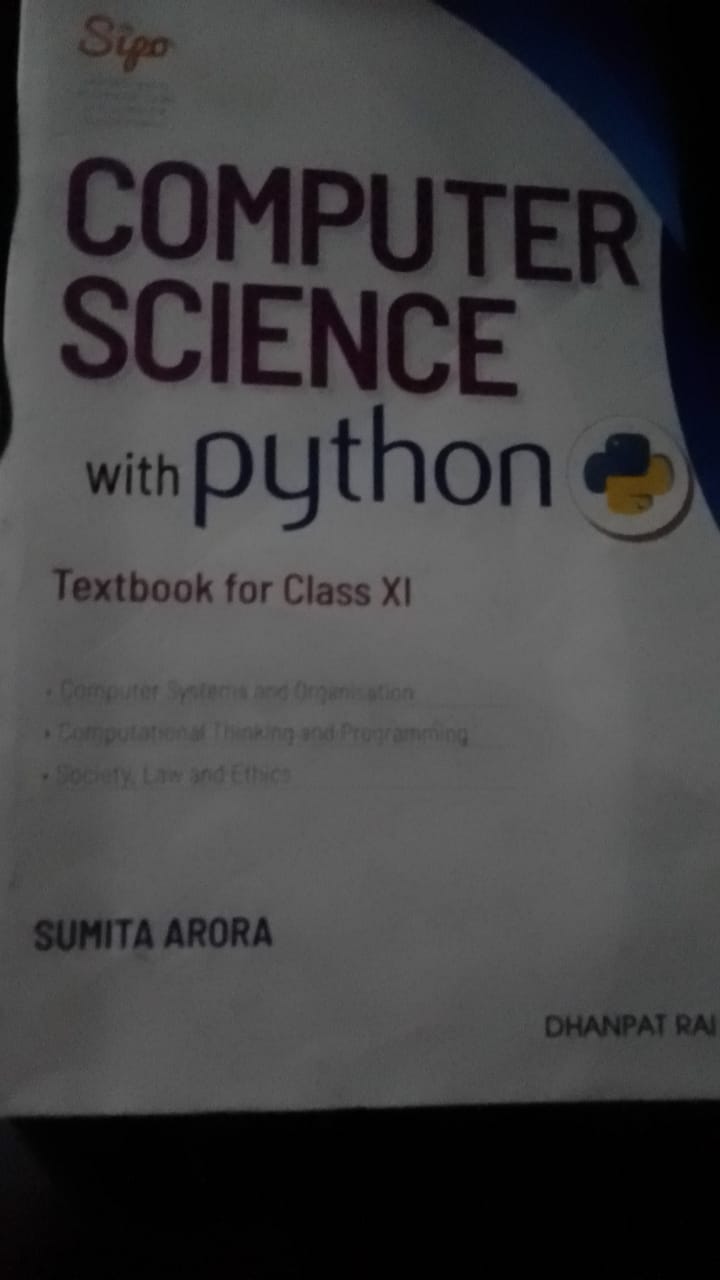 Sipo
COMPUTER
SCIENCE
with python
Textbook for Class XI
• Computer Systems and Organisation
• Computational Thinking and Programming
• Society, Law and Ethics
SUMITA ARORA
DHANPAT RAI